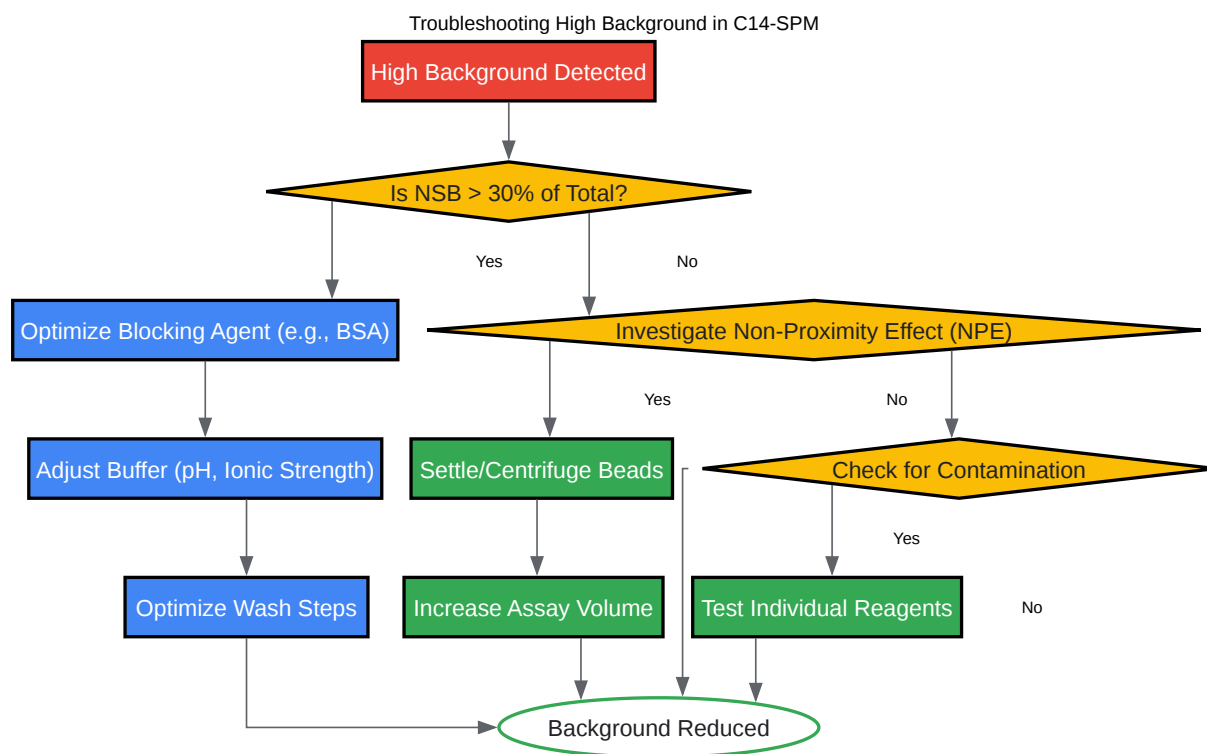 Troubleshooting High Background in C14-SPM
High Background Detected
Is NSB > 30% of Total?
Yes
No
Optimize Blocking Agent (e.g., BSA)
Investigate Non-Proximity Effect (NPE)
Yes
No
Adjust Buffer (pH, Ionic Strength)
Settle/Centrifuge Beads
Check for Contamination
Yes
Optimize Wash Steps
Increase Assay Volume
Test Individual Reagents
No
Background Reduced